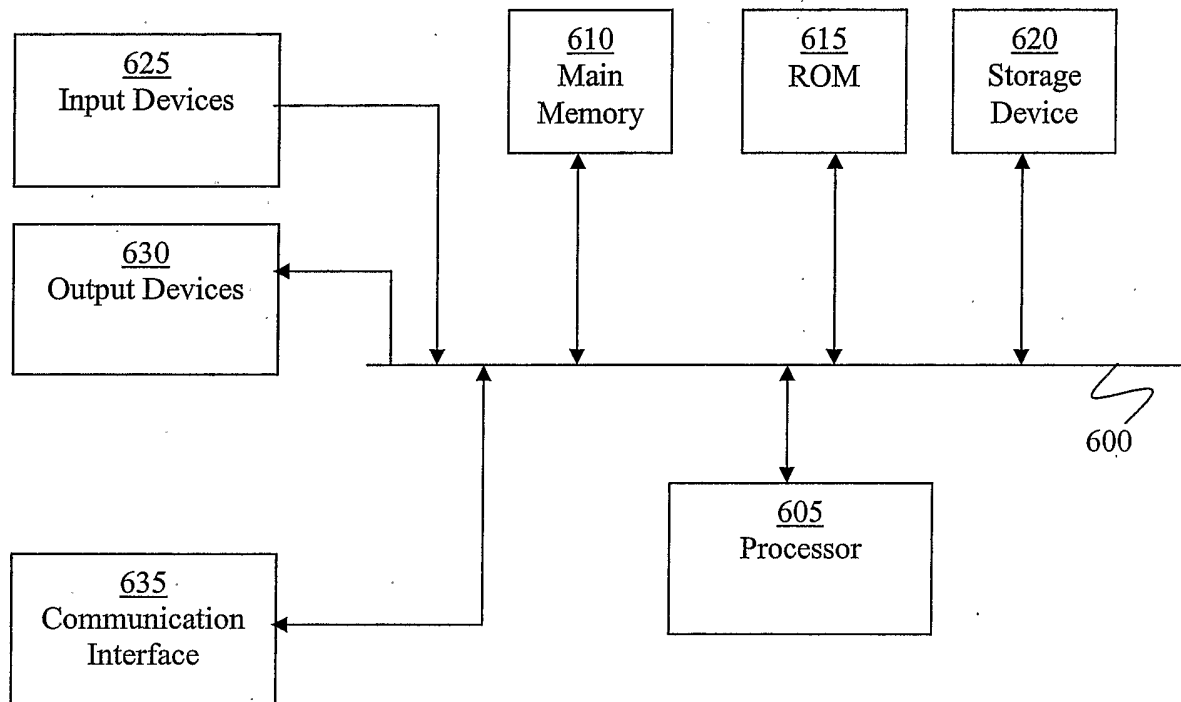 625
Input Devices
610
Main
Memory
615
ROM
620
Storage
Device
630
Output Devices
600
605
Processor
635
Communication
Interface